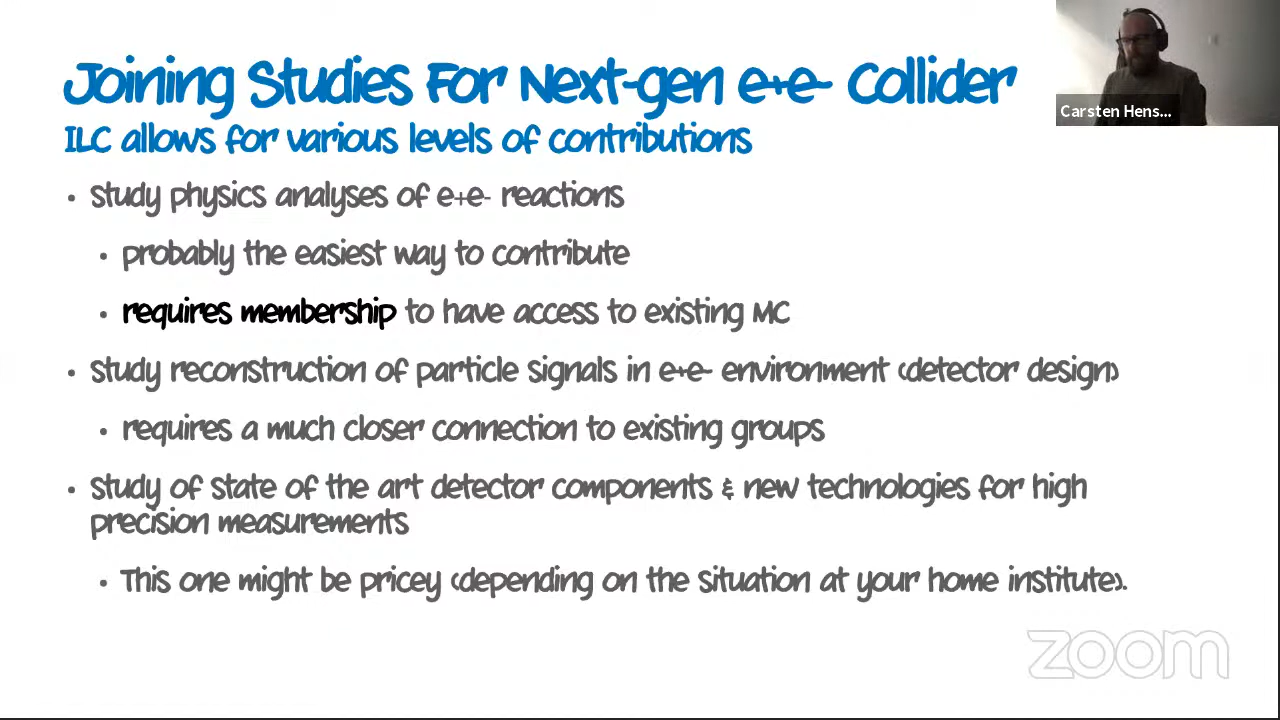 Joining Studies For Next-gen e+e- Collider
ILC allows for various levels of contributions
• study physics analyses of e+e- reactions
• probably the easiest way to contribute
• requires membership to have access to existing MC
• study reconstruction of particle signals in e+e- environment (detector design)
• requires a much closer connection to existing groups
• study of state of the art detector components & new technologies for high
precision measurements
• This one might be pricey (depending on the situation at your home institute).
Carsten Hens...
zoom